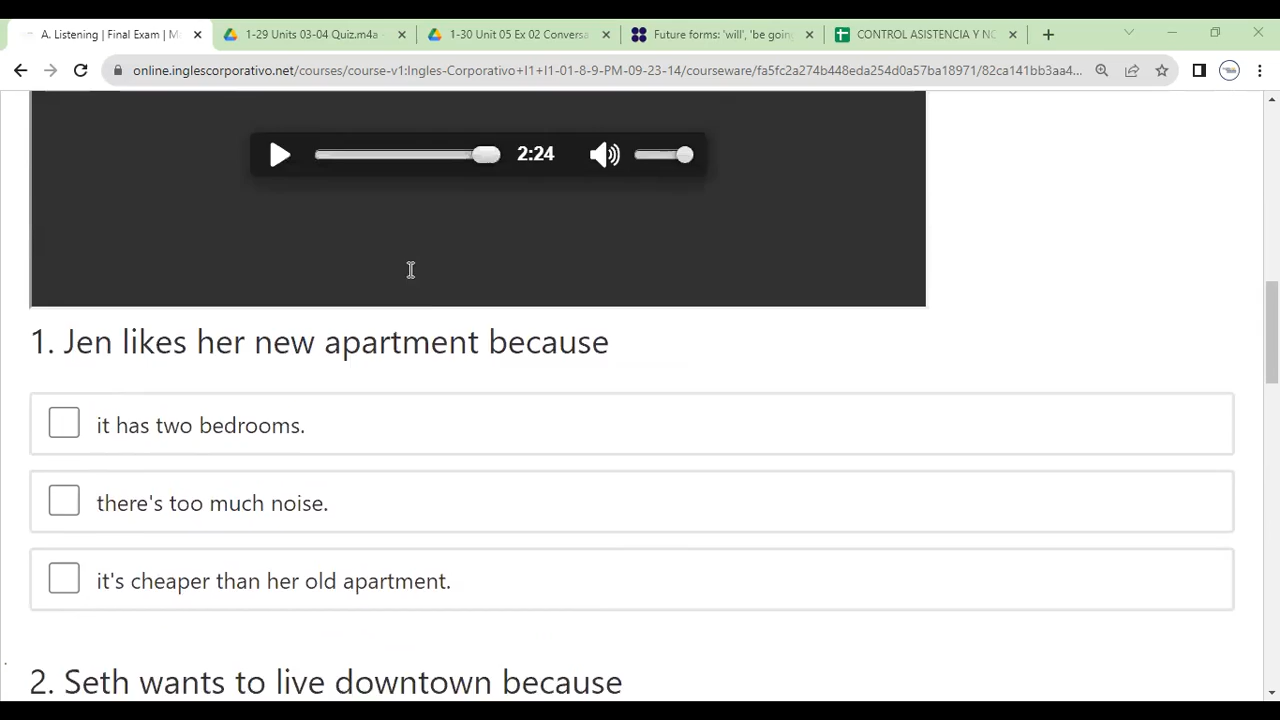 A. Listening | Final Exam | M
1-29 Units 03-04 Quiz.m4a
1-30 Unit 05 Ex 02 Conversa
Future forms: 'will', 'be going
CONTROL ASISTENCIA Y NO
online.inglescorporativo.net/courses/course-v1:Ingles-Corporativo+I1+I1-01-8-9-PM-09-23-14/courseware/fa5fc2a274b448eda254d0a57ba18971/82ca141bb3aa4...
2:24
1. Jen likes her new apartment because
it has two bedrooms.
there's too much noise.
it's cheaper than her old apartment.
2. Seth wants to live downtown because